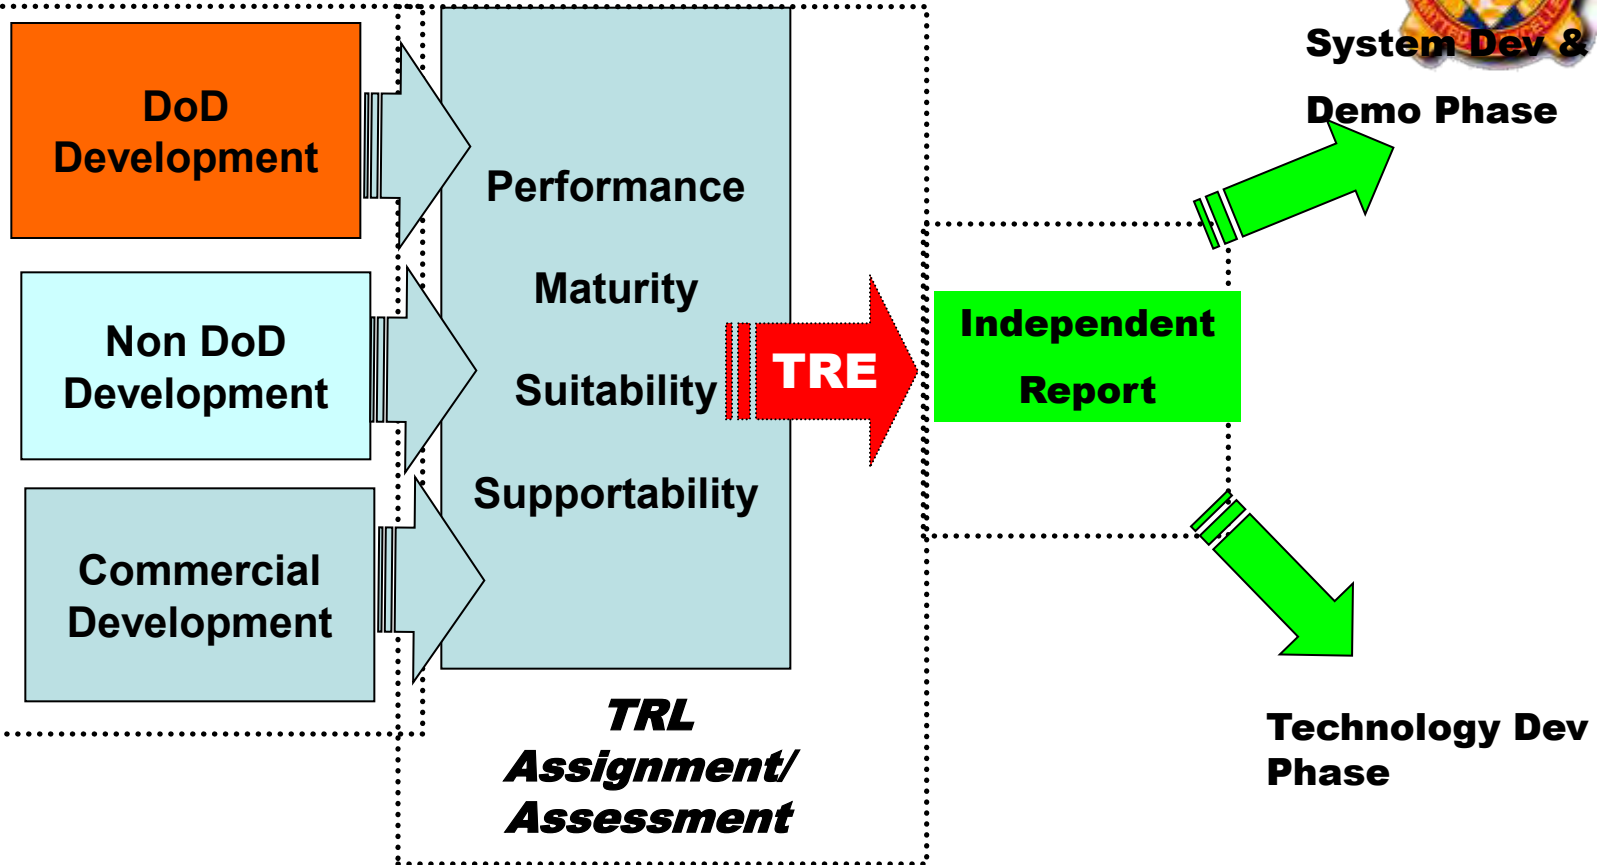 DoD
Development
Non DoD
Development
Commercial
Development
Performance
Maturity
Suitability
Supportability
TRL
Assignment/
Assessment
TRE
Independent
Report
System Dev &
Demo Phase
Technology Dev
Phase